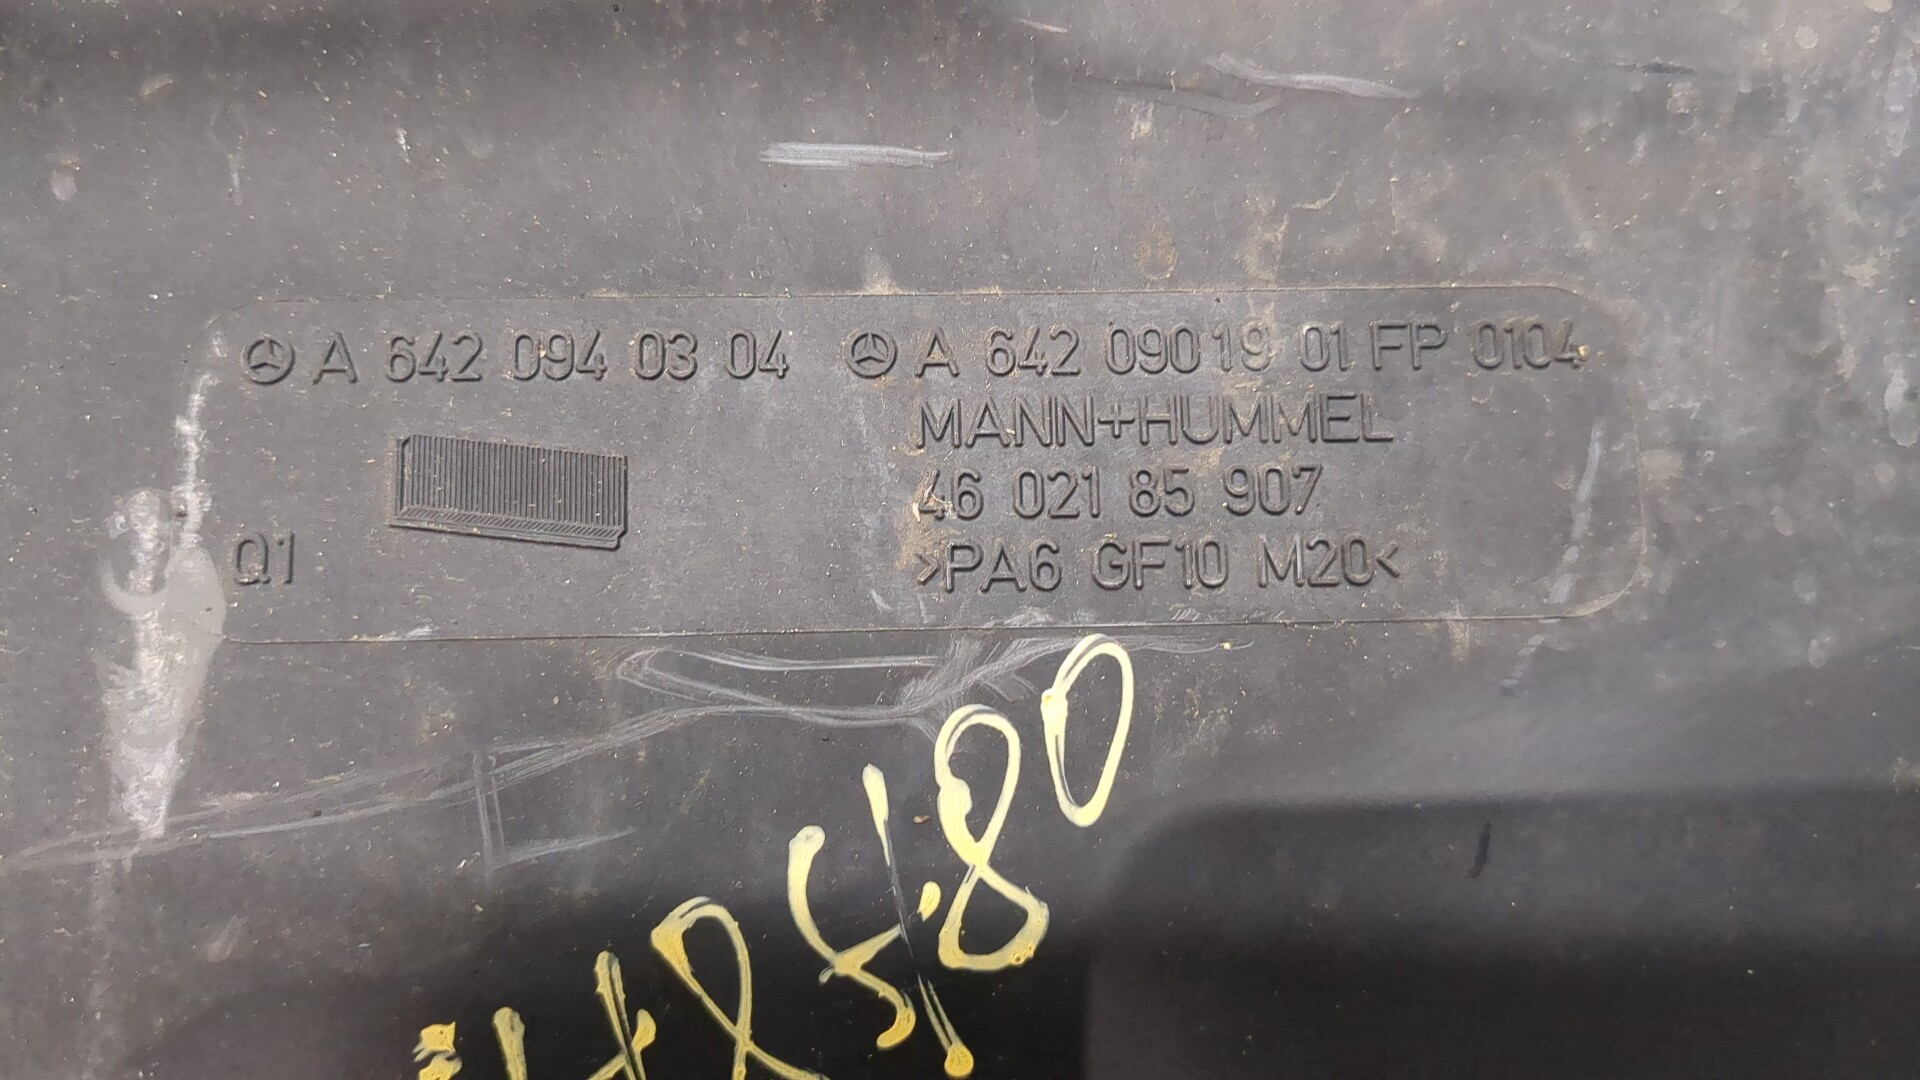 A 642 094 03 04 A 642 090 19 01 FP 0104
MANN+HUMMEL
46 021 85 907
Q1
>PA6 GF10 M20<